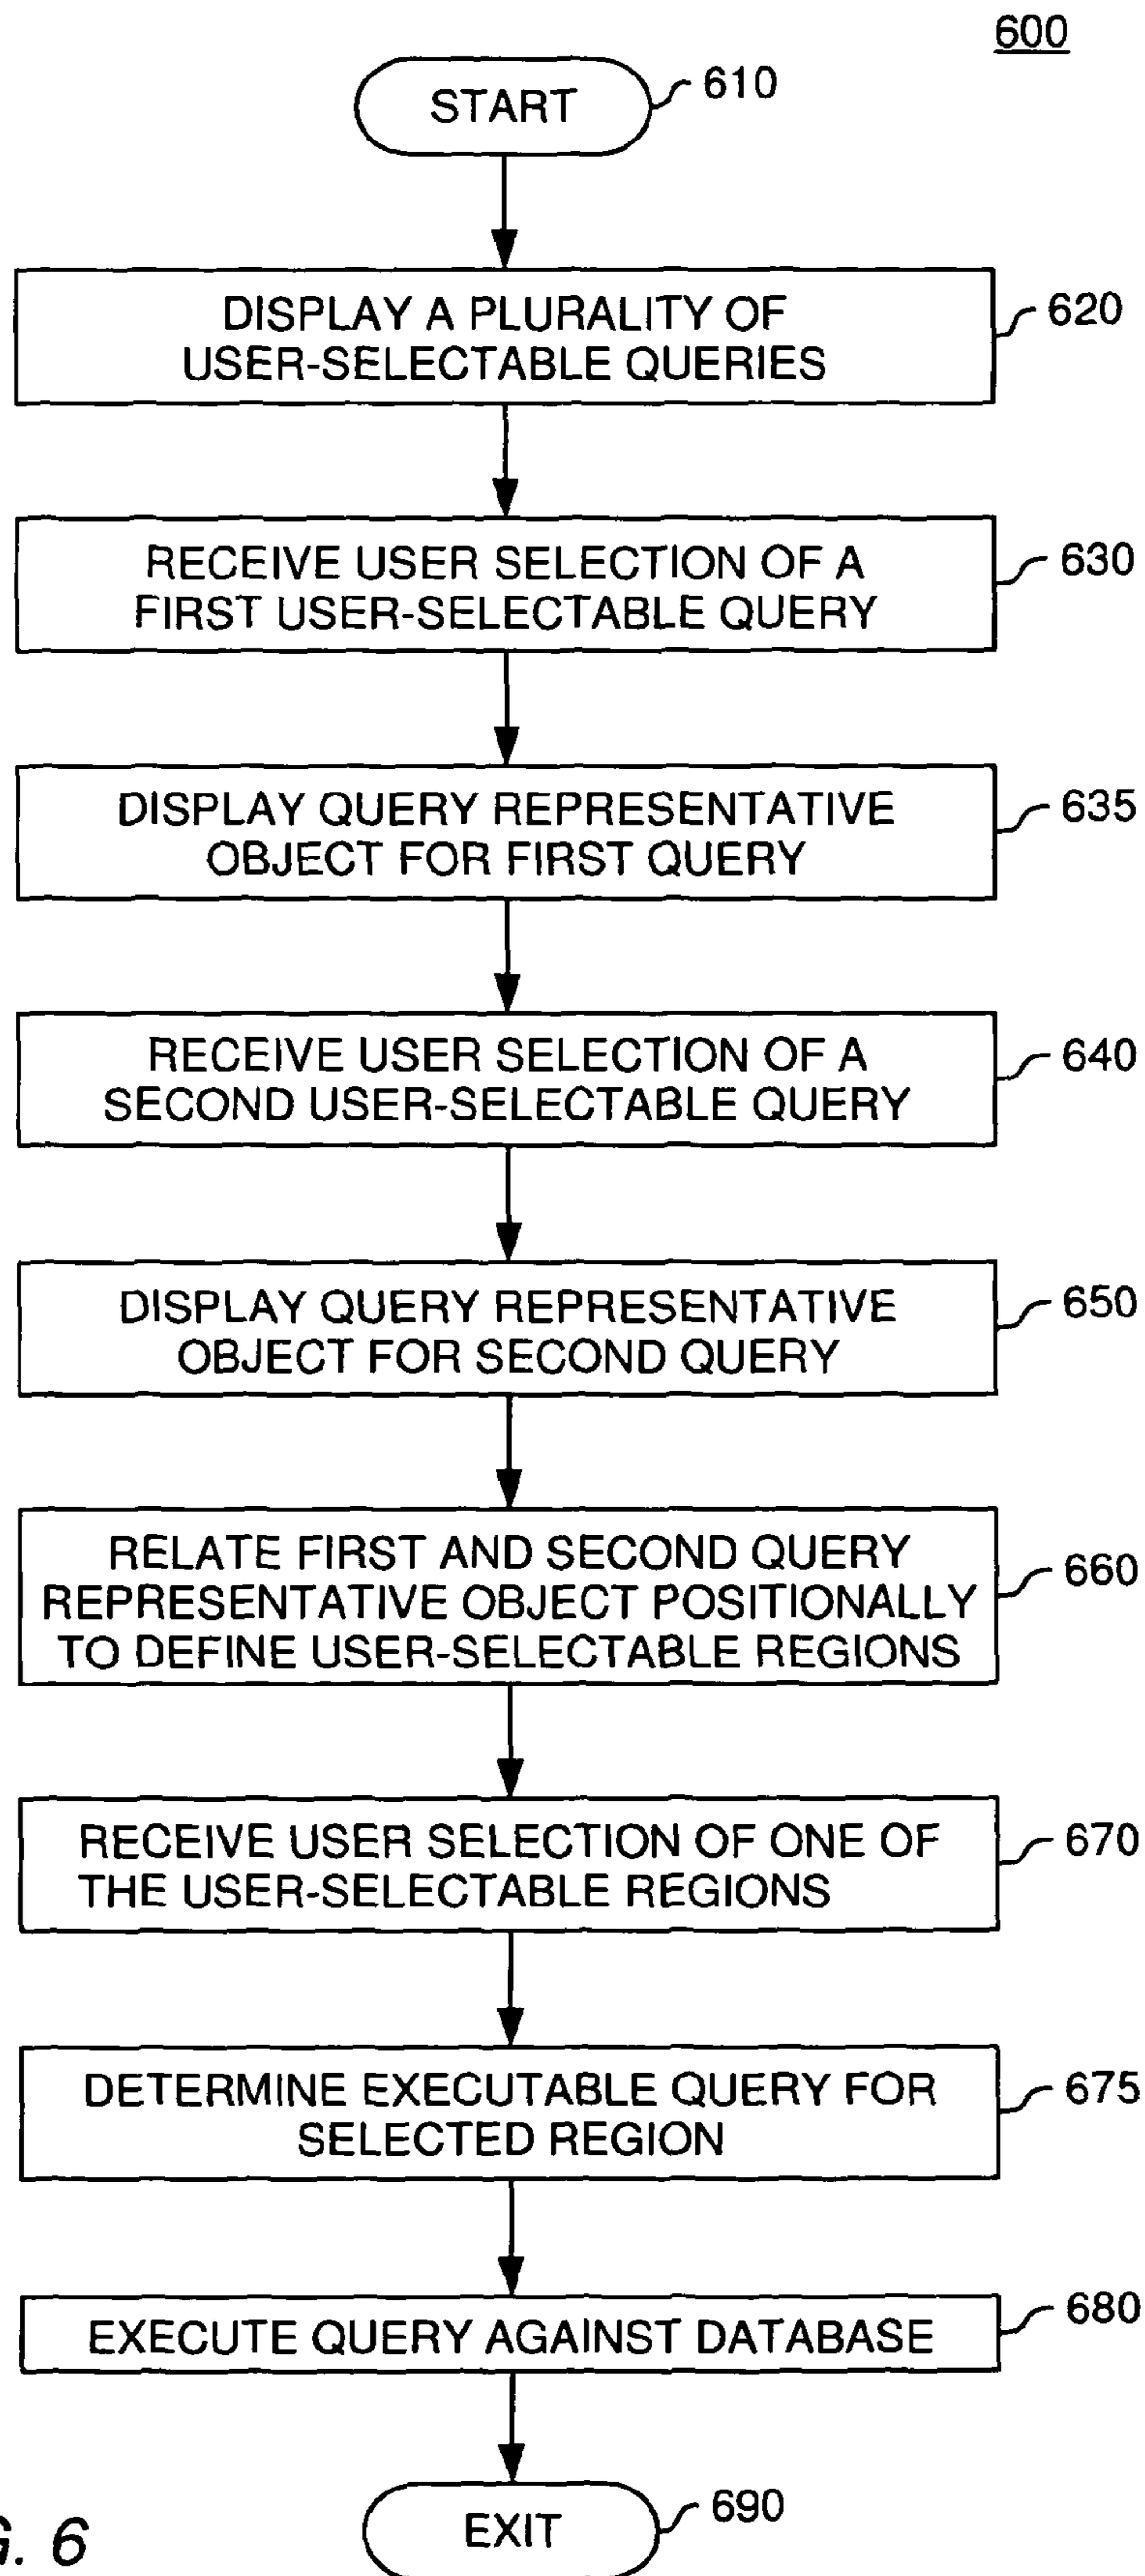 600
START
610
DISPLAY A PLURALITY OF
USER-SELECTABLE QUERIES
620
RECEIVE USER SELECTION OF A
FIRST USER-SELECTABLE QUERY
630
DISPLAY QUERY REPRESENTATIVE
OBJECT FOR FIRST QUERY
635
RECEIVE USER SELECTION OF A
SECOND USER-SELECTABLE QUERY
640
DISPLAY QUERY REPRESENTATIVE
OBJECT FOR SECOND QUERY
650
RELATE FIRST AND SECOND QUERY
REPRESENTATIVE OBJECT POSITIONALLY
TO DEFINE USER-SELECTABLE REGIONS
660
RECEIVE USER SELECTION OF ONE OF
THE USER-SELECTABLE REGIONS
670
DETERMINE EXECUTABLE QUERY FOR
SELECTED REGION
675
EXECUTE QUERY AGAINST DATABASE
680
EXIT
690
G. 6